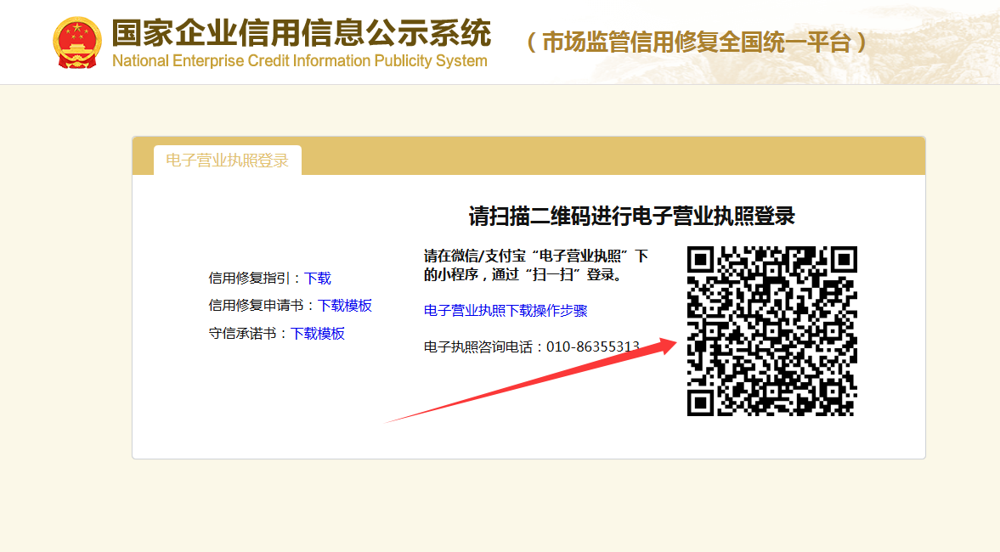 国家企业信用信息公示系统
National Enterprise Credit Information Publicity System
（市场监管信用修复全国统一平台）
电子营业执照登录
请扫描二维码进行电子营业执照登录
信用修复指引：下载
信用修复申请书：下载模板
守信承诺书：下载模板
请在微信/支付宝“电子营业执照”下
的小程序，通过“扫一扫”登录。
电子营业执照下载操作步骤
电子执照咨询电话：010-86355313